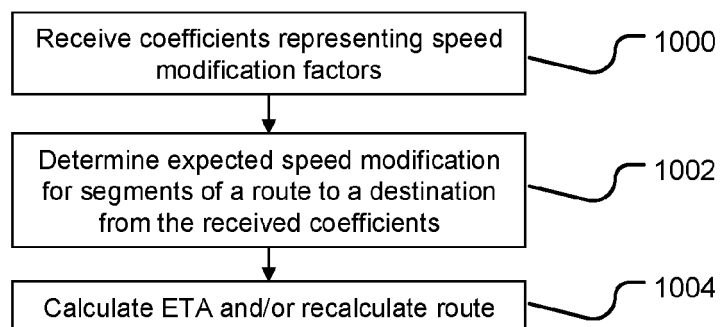 Receive coefficients representing speed
modification factors
1000
Determine expected speed modification
for segments of a route to a destination
from the received coefficients
1002
Calculate ETA and/or recalculate route
1004